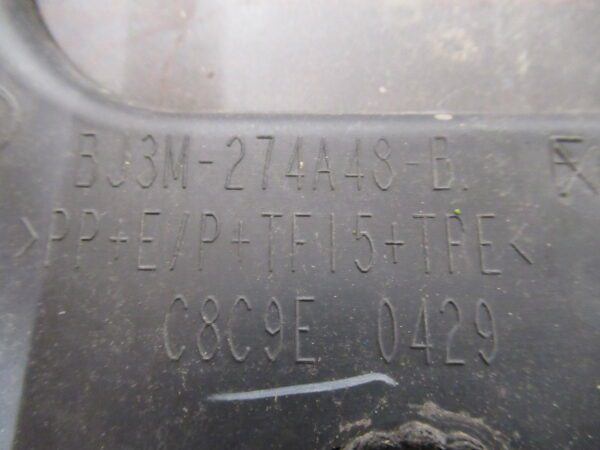 BJ3M-274A48-B.
>PP+E/P+TF15+TPE<
C8C9E 0429